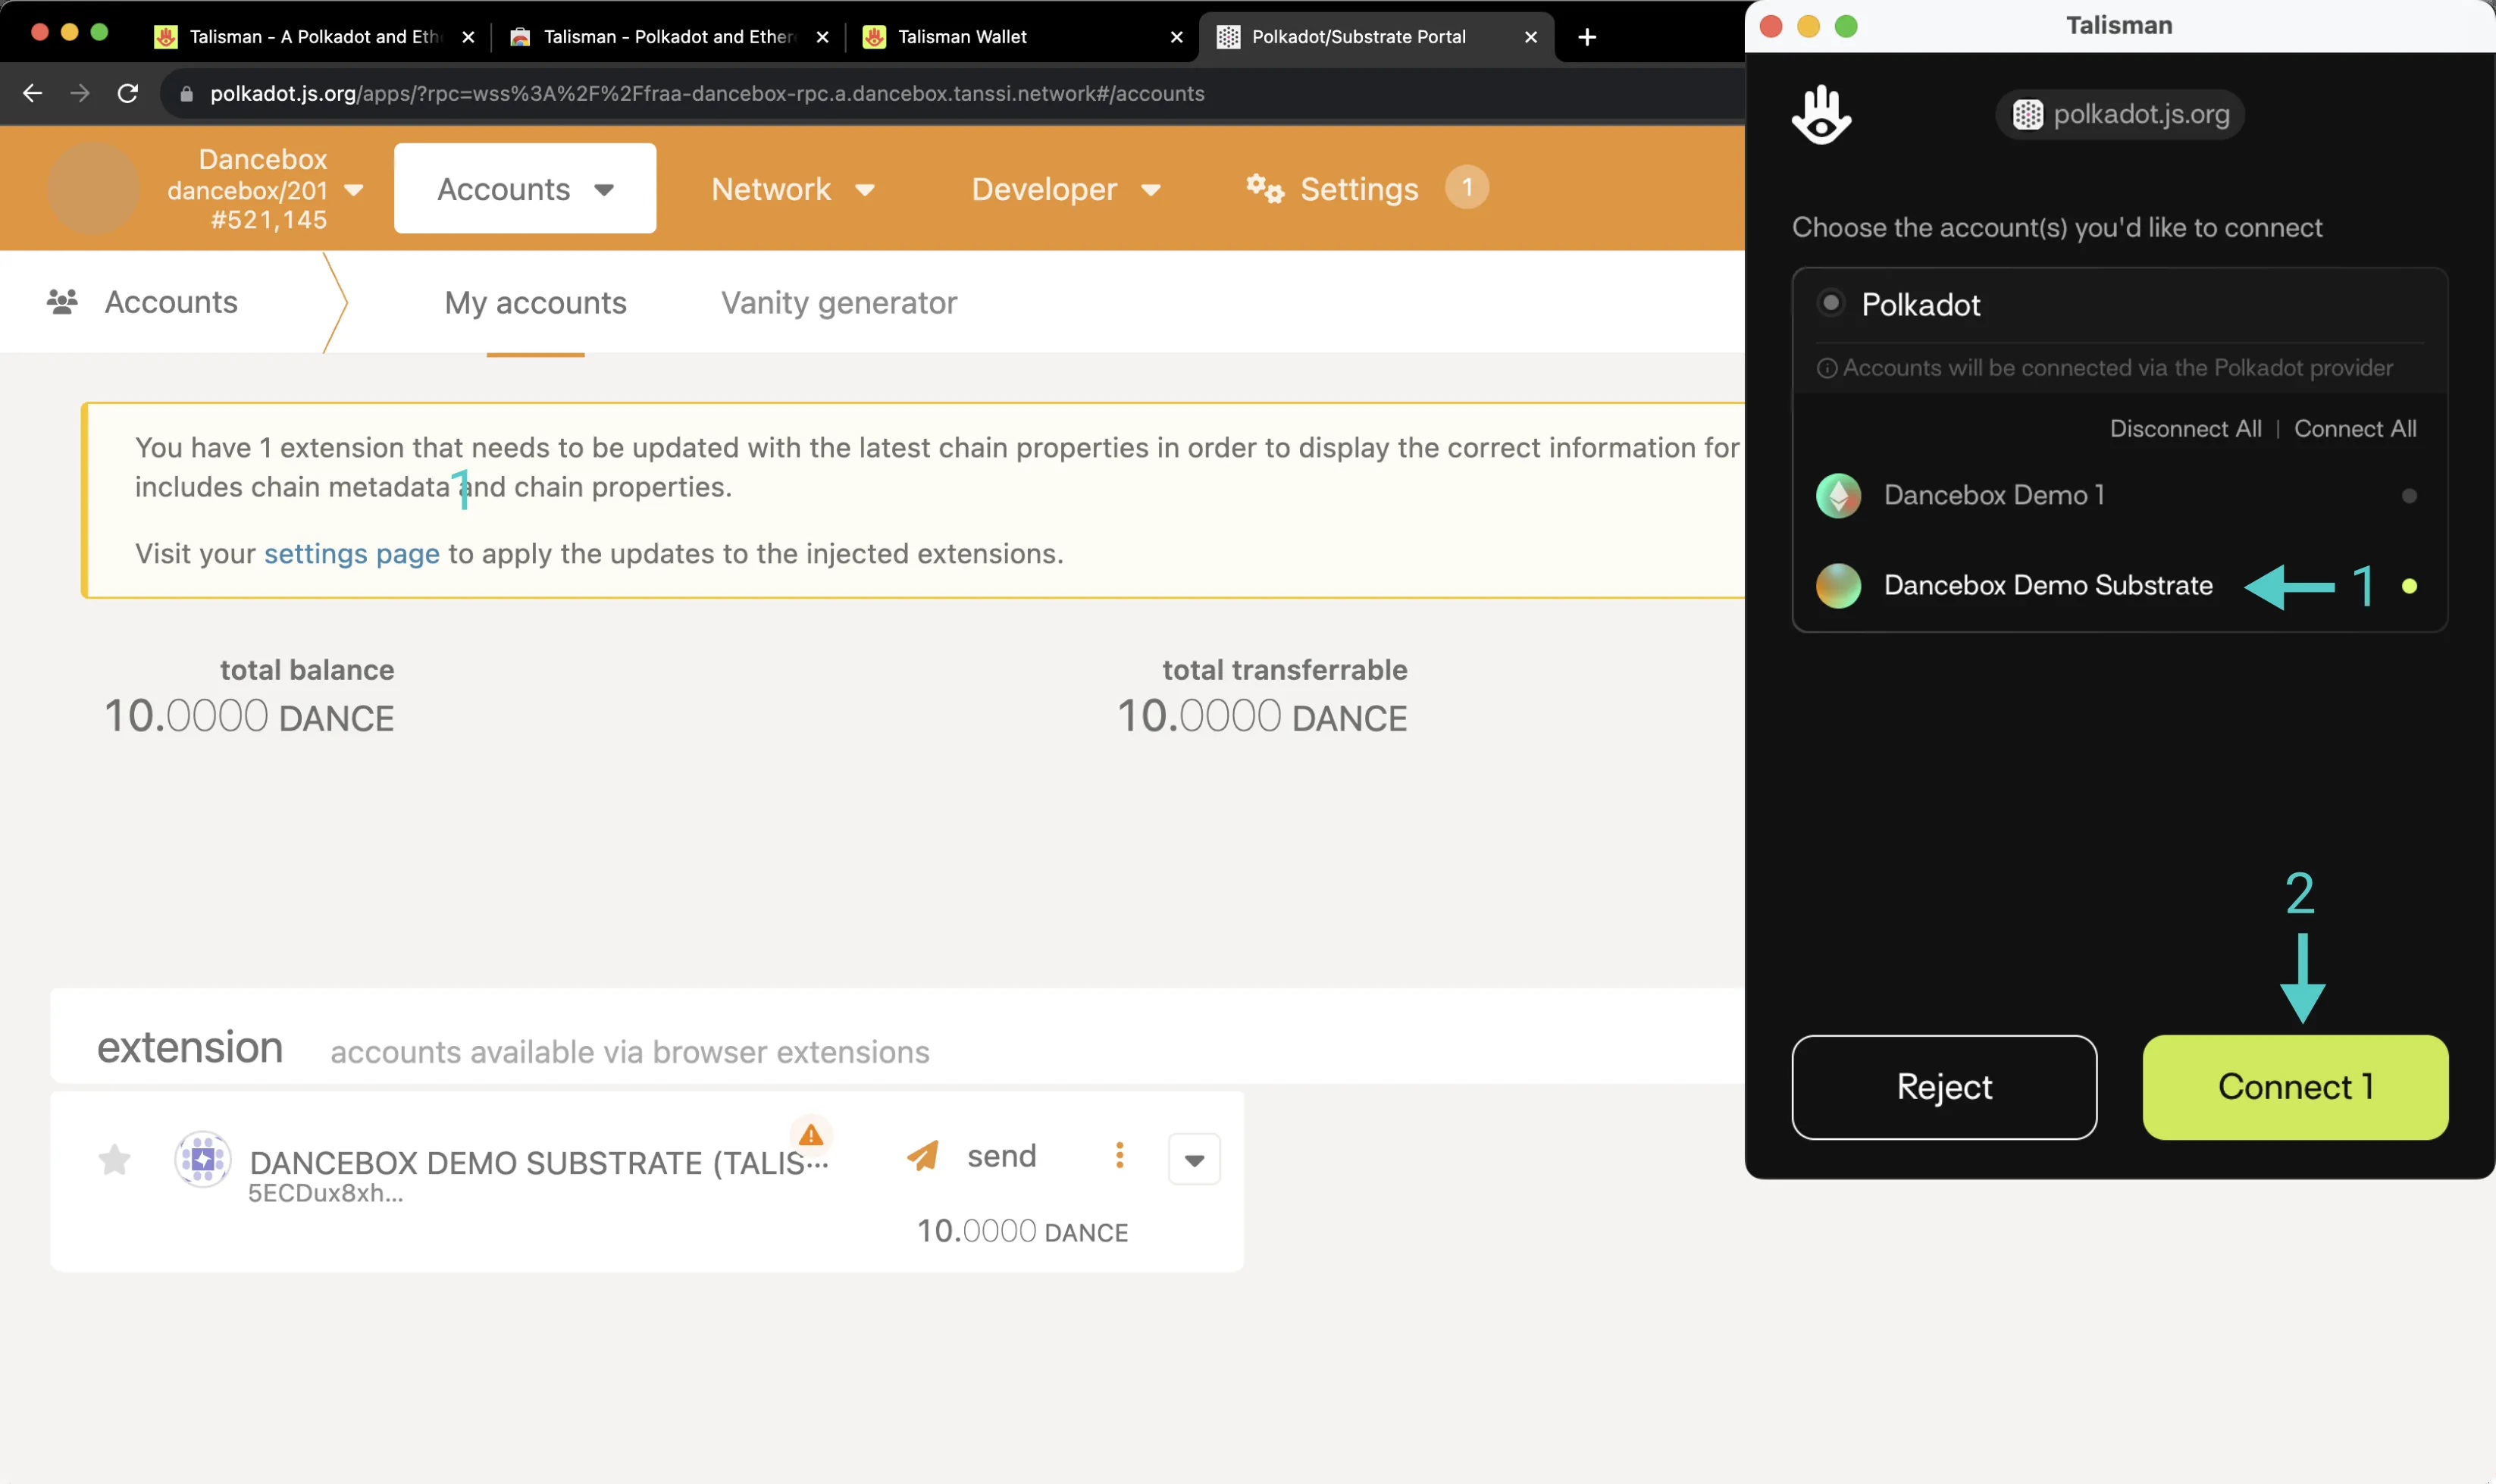 Talisman - A Polkadot and Eth
Talisman - Polkadot and Ether
Talisman Wallet
Polkadot/Substrate Portal
polkadot.js.org/apps/?rpc=wss%3A%2F%2Ffraa-dancebox-rpc.a.dancebox.tanssi.network#/accounts
Dancebox
dancebox/201
#521,145
Accounts
Network
Developer
Settings
1
Accounts
My accounts
Vanity generator
You have 1 extension that needs to be updated with the latest chain properties in order to display the correct information for
includes chain metadata and chain properties.
1
Visit your settings page to apply the updates to the injected extensions.
total balance
10.0000 DANCE
total transferrable
10.0000 DANCE
extension
accounts available via browser extensions
DANCEBOX DEMO SUBSTRATE (TALIS...
5ECDux8xh...
send
10.0000 DANCE
Talisman
polkadot.js.org
Choose the account(s) you'd like to connect
Polkadot
Accounts will be connected via the Polkadot provider
Disconnect All | Connect All
Dancebox Demo 1
Dancebox Demo Substrate
1
2
Reject
Connect 1